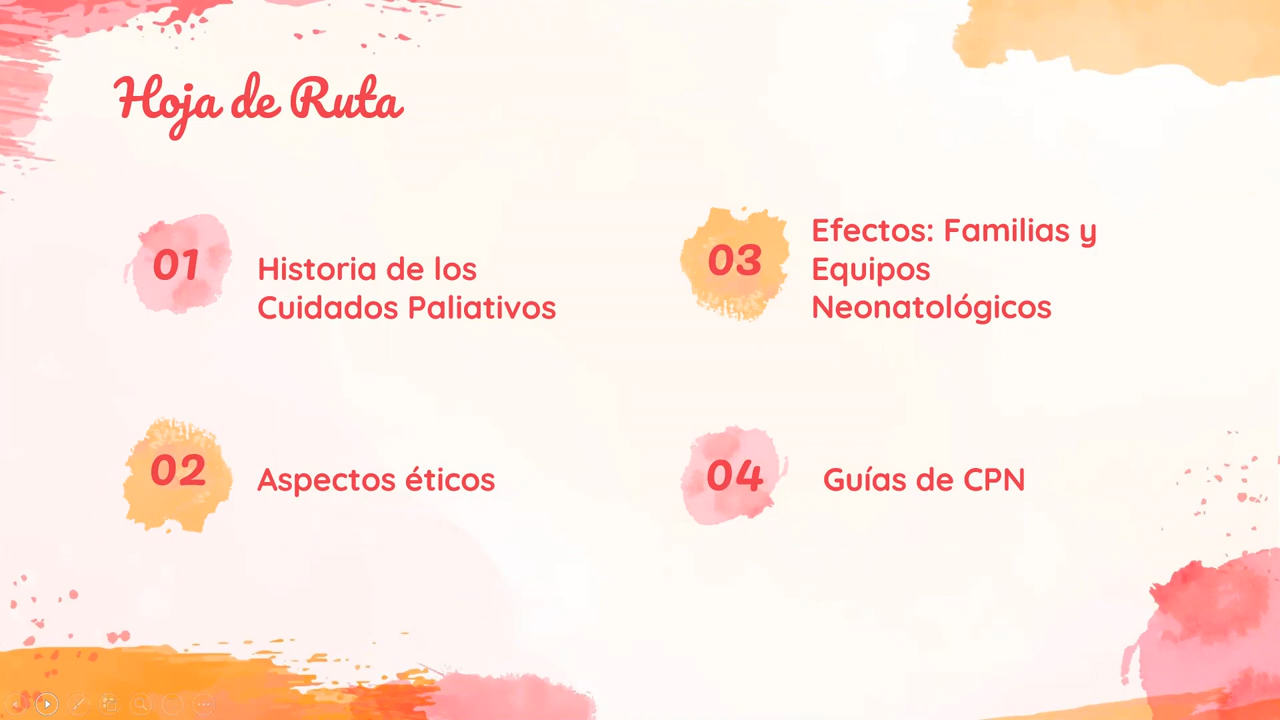 Hoja de Ruta
01
Historia de los
Cuidados Paliativos
02
Aspectos éticos
03
Efectos: Familias y
Equipos
Neonatológicos
04
Guías de CPN